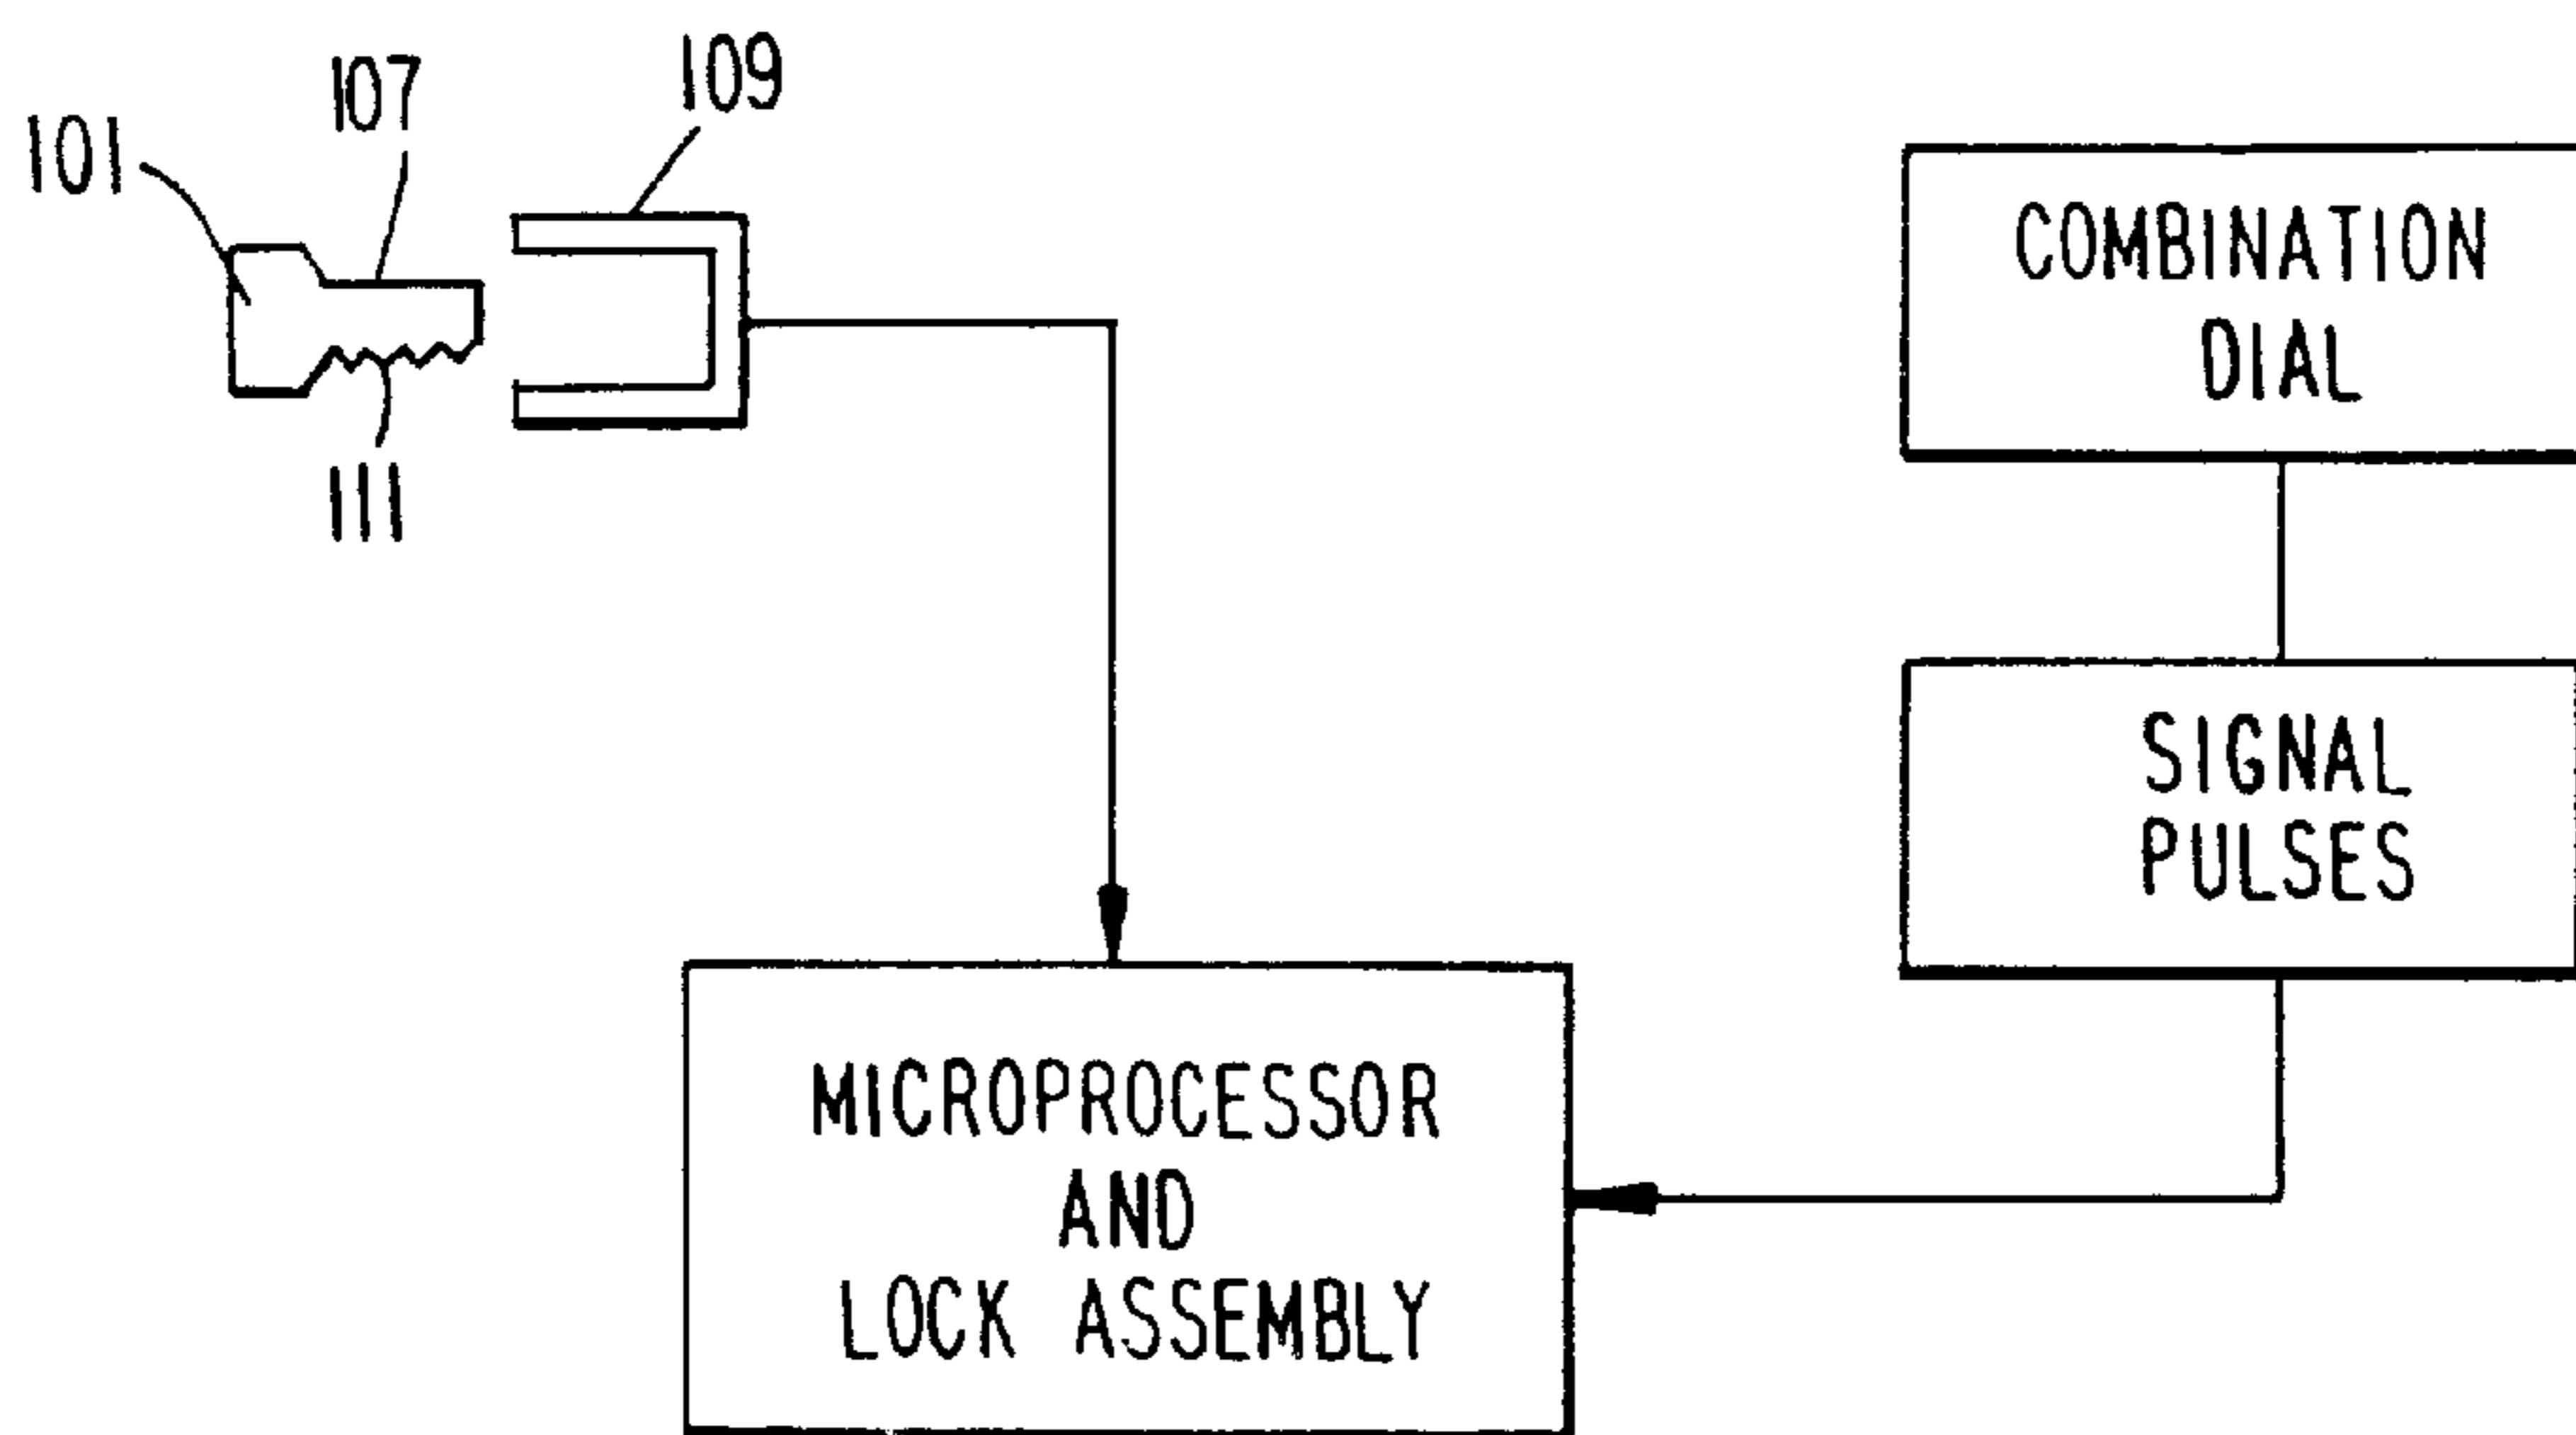 109
107
101
111
COMBINATION
DIAL
SIGNAL
PULSES
MICROPROCESSOR
AND
LOCK ASSEMBLY